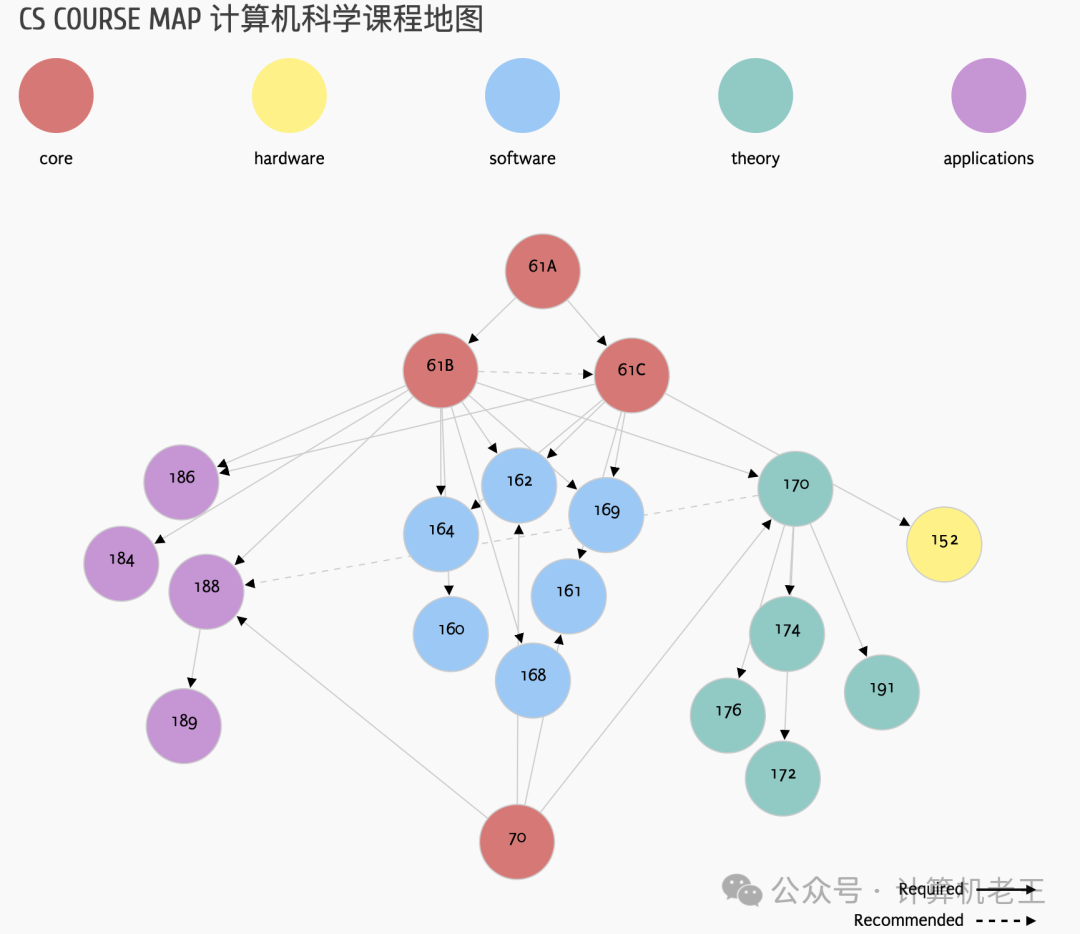 CS COURSE MAP 计算机科学课程地图
core
hardware
software
theory
applications
61A
61B
61C
186
162
170
169
164
152
184
188
161
160
174
168
191
189
176
172
70
公众号 · 计算机老王
Required
Recommended